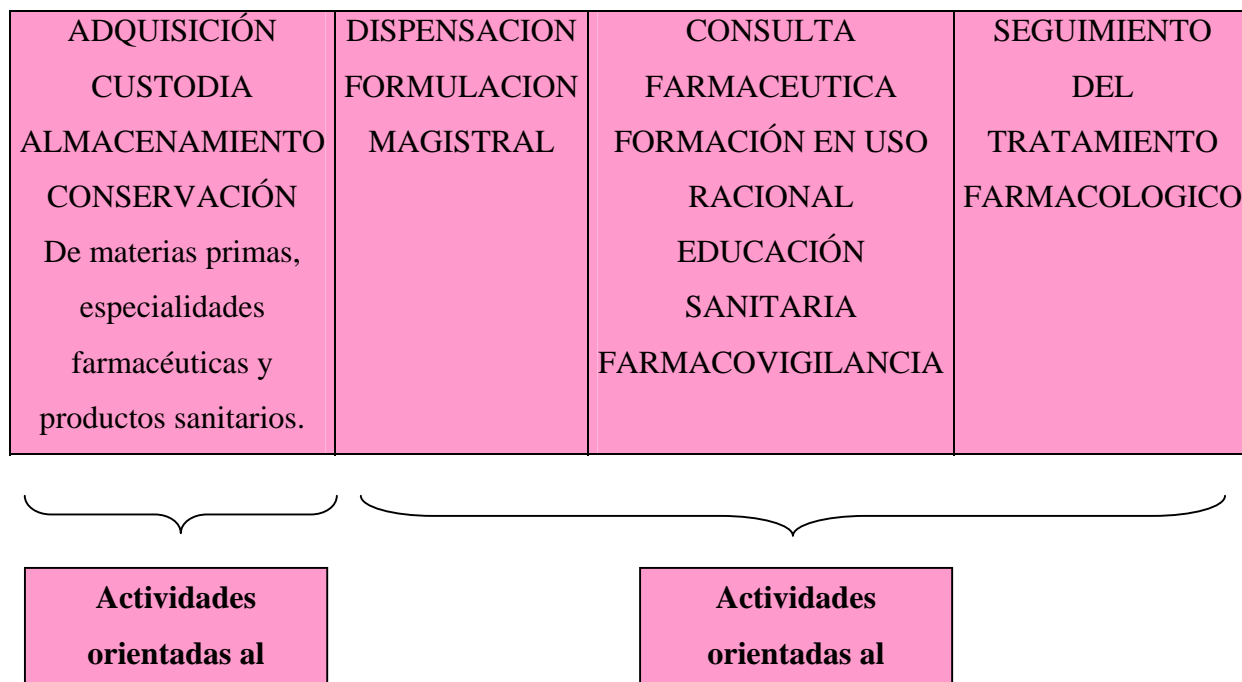 ADQUISICIÓN
CUSTODIA
ALMACENAMIENTO
CONSERVACIÓN
De materias primas,
especialidades
farmacéuticas y
productos sanitarios.
DISPENSACION
FORMULACION
MAGISTRAL
CONSULTA
FARMACEUTICA
FORMACIÓN EN USO
RACIONAL
EDUCACIÓN
SANITARIA
FARMACOVIGILANCIA
SEGUIMIENTO
DEL
TRATAMIENTO
FARMACOLOGICO
Actividades
orientadas al
Actividades
orientadas al